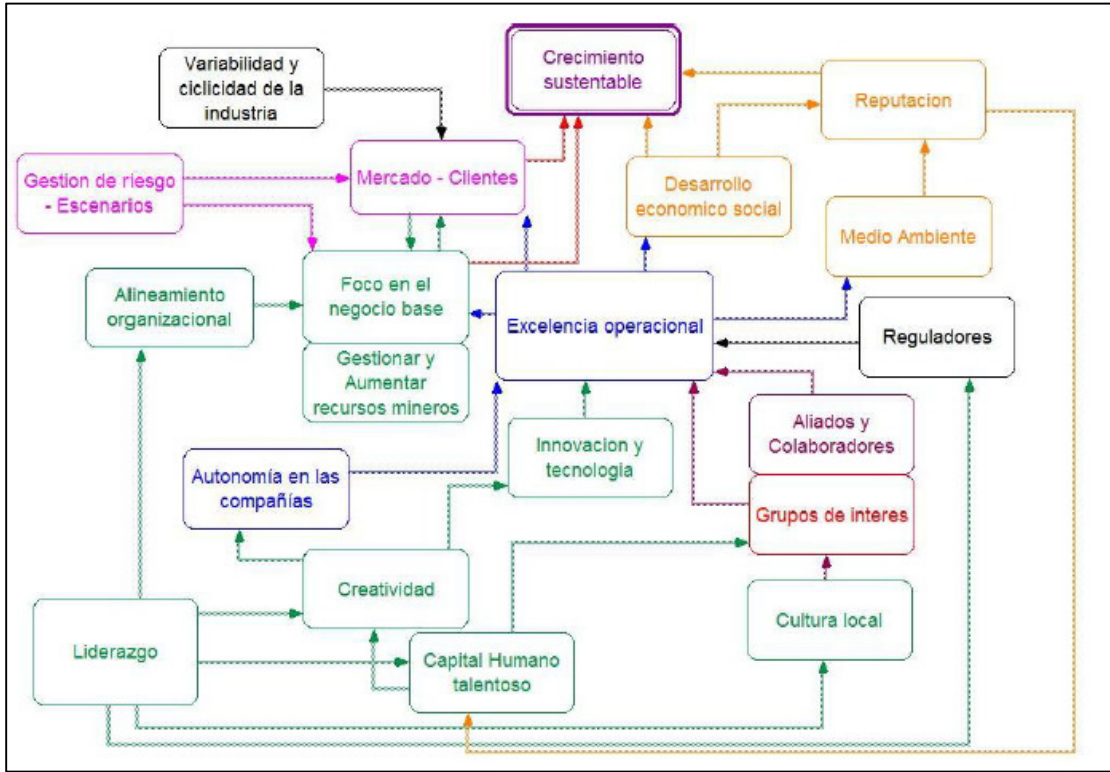 Crecimiento
sustentable
Variabilidad y
ciclicidad de la
industria
Reputacion
Gestion de riesgo
- Escenarios
Mercado - Clientes
Desarrollo
economico social
Medio Ambiente
Alineamiento
organizacional
Foco en el
negocio base
Excelencia operacional
Reguladores
Gestionar y
Aumentar
recursos mineros
Innovacion y
tecnologia
Aliados y
Colaboradores
Autonomía en las
compañías
Grupos de interes
Creatividad
Cultura local
Liderazgo
Capital Humano
talentoso